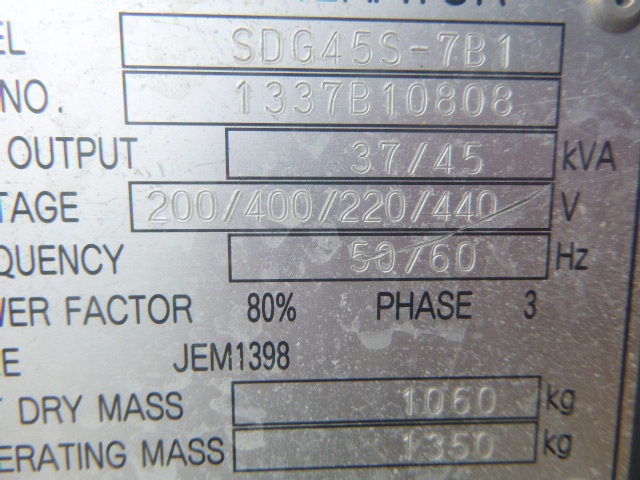 EL SDG45S-7B1
NO. 1337B10808
OUTPUT 37/45 kVA
TAGE 200/400/220/440 V
QUENCY 50/60 Hz
WER FACTOR 80% PHASE 3
JEM1398
DRY MASS 1060 kg
ERATING MASS 1350 kg